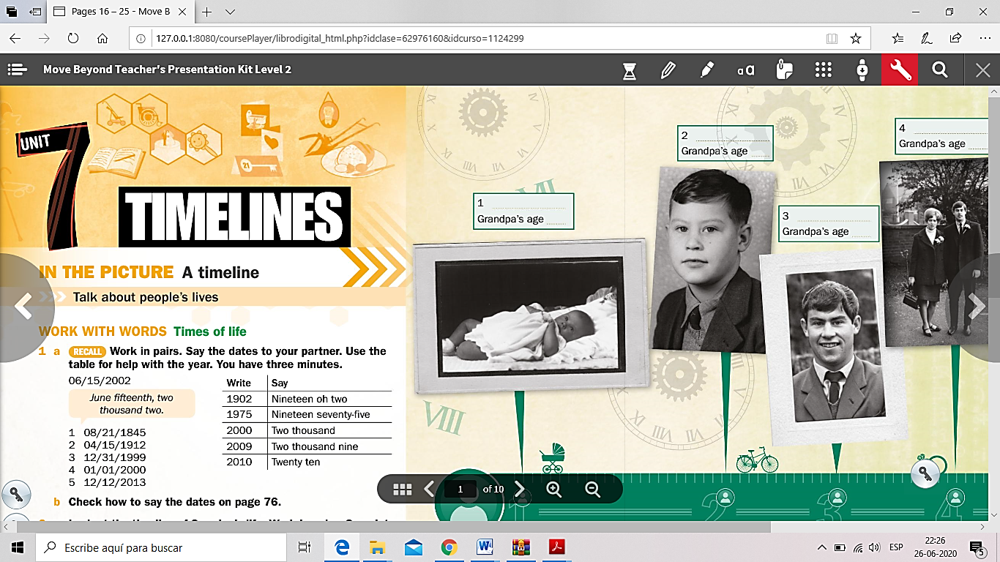 Pages 16 – 25 - Move B
127.0.0.1:8080/coursePlayer/librodigital_html.php?idclase=62976160&idcurso=1124299
Move Beyond Teacher's Presentation Kit Level 2
a a
UNIT
7
TIMELINES
IN THE PICTURE A timeline
Talk about people's lives
WORK WITH WORDS Times of life
1 a RECALL Work in pairs. Say the dates to your partner. Use the
table for help with the year. You have three minutes.
06/15/2002
June fifteenth, two
thousand two.
1 08/21/1845
2 04/15/1912
3 12/31/1999
4 01/01/2000
5 12/12/2013
Write Say
1902 Nineteen oh two
1975 Nineteen seventy-five
2000 Two thousand
2009 Two thousand nine
2010 Twenty ten
b Check how to say the dates on page 76.
1
Grandpa's age
2
Grandpa's age
3
Grandpa's age
4
Grandpa's age
21
VII
VIII
1 of 10
2
3
4
Escribe aquí para buscar
ESP
22:26
26-06-2020
5